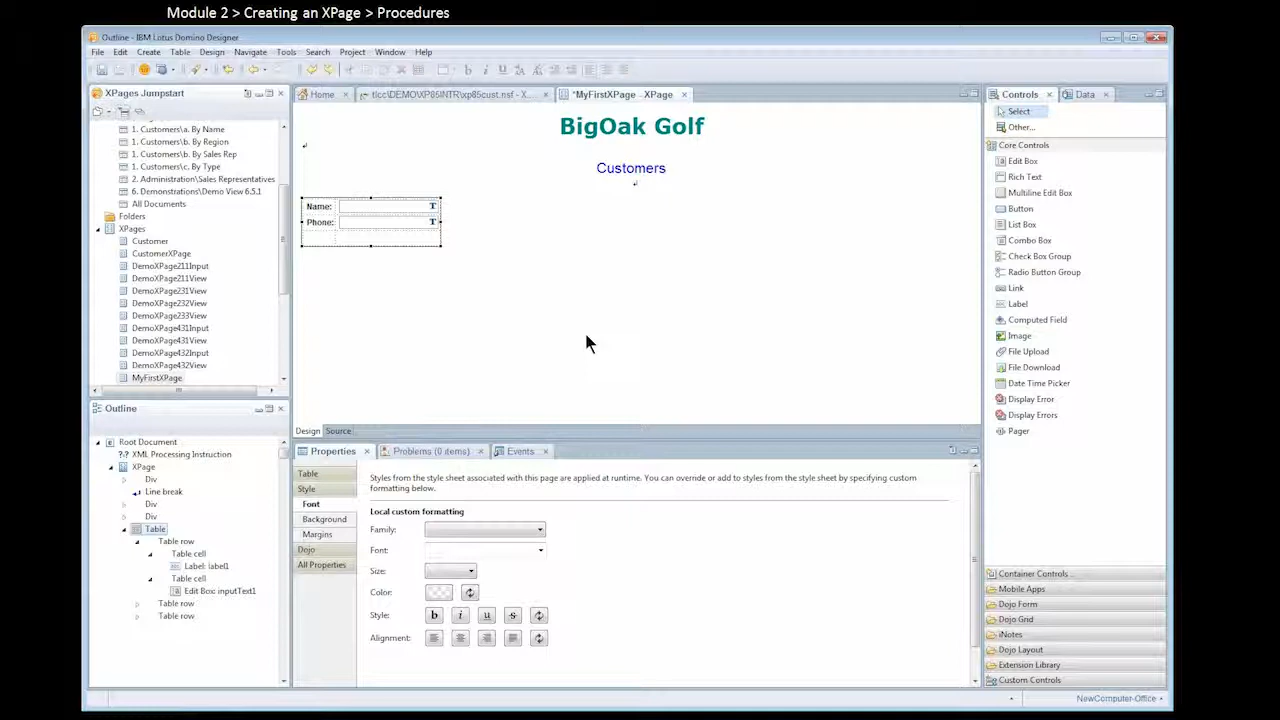 Module 2 > Creating an XPage > Procedures
Outline - IBM Lotus Domino Designer
File Edit Create Table Design Navigate Tools Search Project Window Help
XPages Jumpstart
1. Customers\a. By Name
1. Customers\b. By Region
1. Customers\b. By Sales Rep
1. Customers\c. By Type
2. Administration\Sales Representatives
6. Demonstrations\Demo View 6.5.1
All Documents
Folders
XPages
Customer
CustomerXPage
DemoXPage211Input
DemoXPage211View
DemoXPage231View
DemoXPage232View
DemoXPage233View
DemoXPage431Input
DemoXPage431View
DemoXPage432Input
DemoXPage432View
MyFirstXPage
Outline
Root Document
XML Processing Instruction
XPage
Div
Line break
Div
Div
Table
Table row
Table cell
Label: label1
Table cell
Edit Box: inputText1
Table row
Table row
Home
tlcc\DEMO\XP85INTR\xp85cust.nsf - X...
*MyFirstXPage - XPage
BigOak Golf
Customers
Name:
Phone:
Design Source
Properties
Problems (0 items)
Events
Table
Style
Font
Background
Margins
Dojo
All Properties
Styles from the style sheet associated with this page are applied at runtime. You can override or add to styles from the style sheet by specifying custom
formatting below.
Local custom formatting
Family:
Font:
Size:
Color:
Style: b i u S
Alignment:
Controls
Data
Select
Other...
Core Controls
Edit Box
Rich Text
Multiline Edit Box
Button
List Box
Combo Box
Check Box Group
Radio Button Group
Link
Label
Computed Field
Image
File Upload
File Download
Date Time Picker
Display Error
Display Errors
Pager
Container Controls
Mobile Apps
Dojo Form
Dojo Grid
iNotes
Dojo Layout
Extension Library
Custom Controls
NewComputer-Office